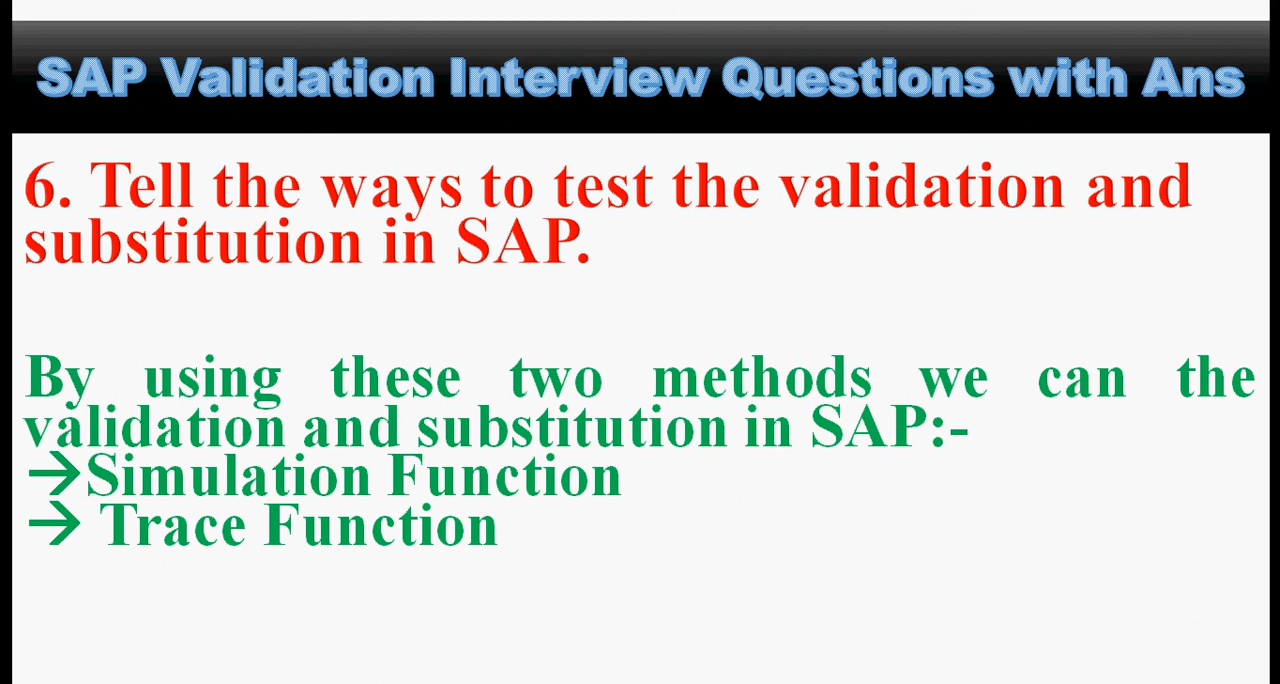 SAP Validation Interview Questions with Ans
6. Tell the ways to test the validation and
substitution in SAP.
By using these two methods we can the
validation and substitution in SAP:-
→Simulation Function
→ Trace Function